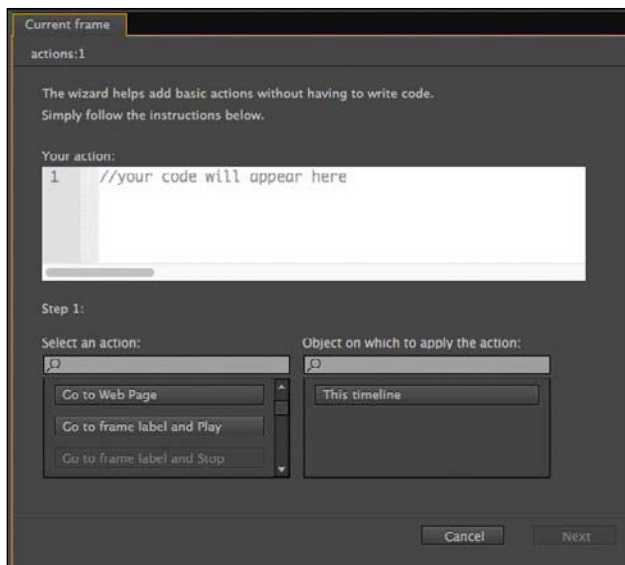 Current frame
actions:1
The wizard helps add basic actions without having to write code.
Simply follow the instructions below.
Your action:
1 //your code will appear here
Step 1:
Select an action:
Object on which to apply the action:
Go to Web Page
This timeline
Go to frame label and Play
Go to frame label and Stop
Cancel
Next